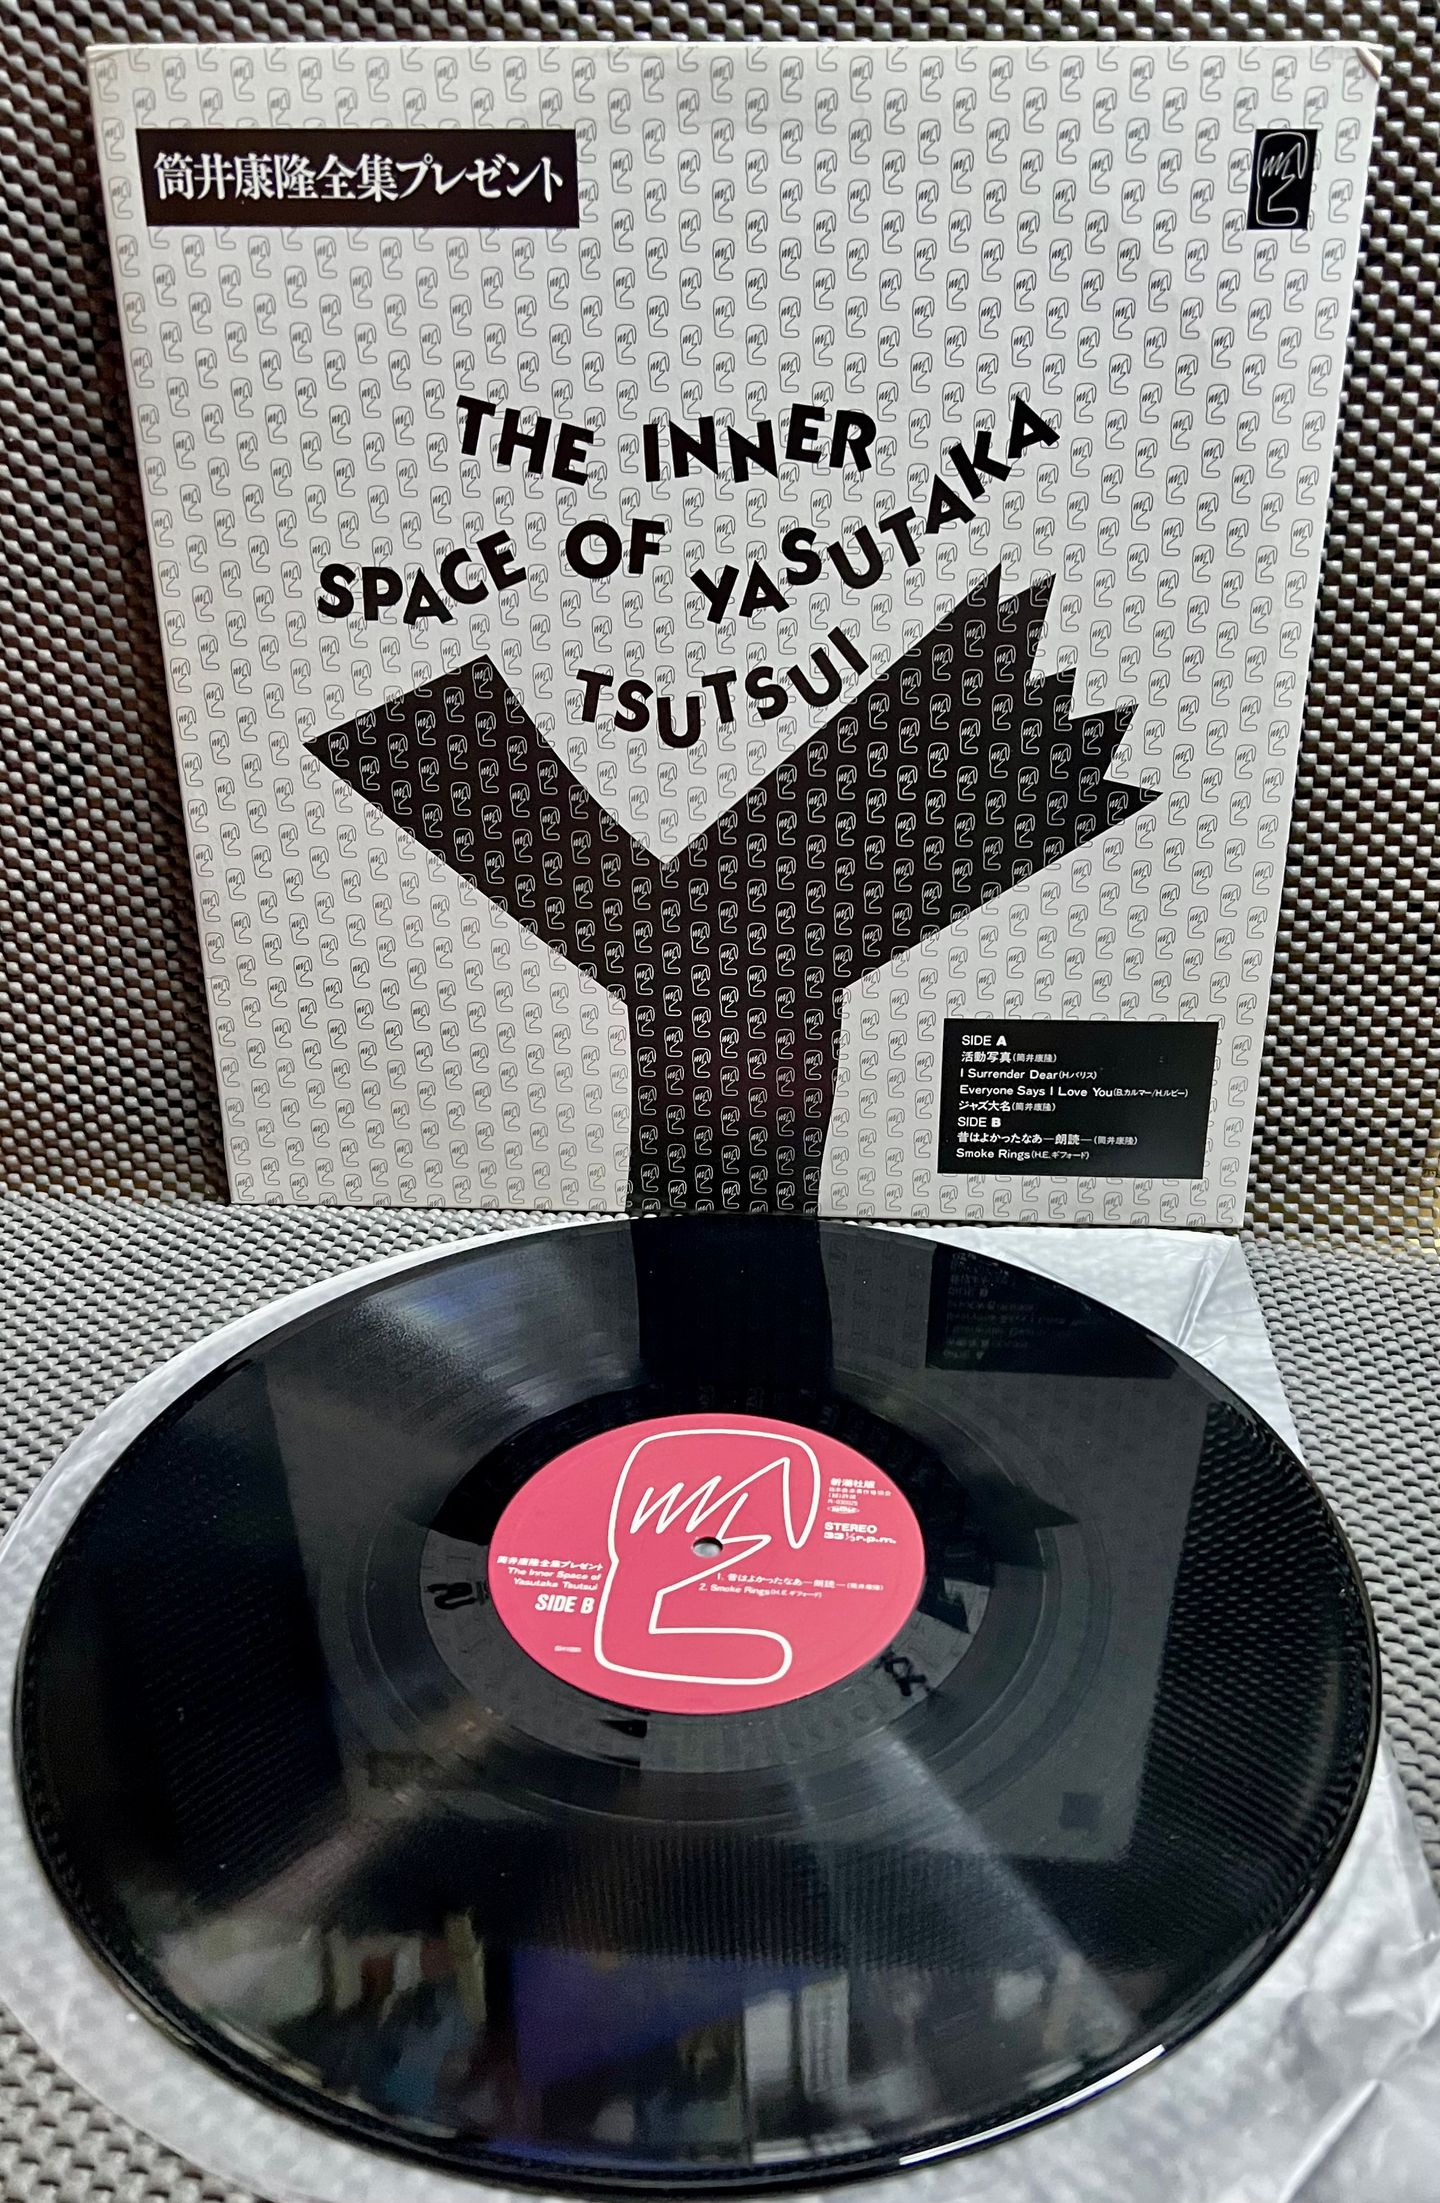 筒井康隆全集プレゼント
THE INNER
SPACE OF YASUTAKA
TSUTSUI
SIDE A
活動写真(筒井康隆)
I Surrender Dear(H.バリス)
Everyone Says I Love You(B.カルマー/H.ルビー)
ジャズ大名(筒井康隆)
SIDE B
昔はよかったなあ—朗読—(筒井康隆)
Smoke Rings(H.E.ギフォード)
新潮社版
STEREO
33 1/3 r.p.m.
筒井康隆全集プレゼント
The Inner Space of
Yasutaka Tsutsui
SIDE B
1. 昔はよかったなあ—朗読—(筒井康隆)
2. Smoke Rings(H.E.ギフォード)